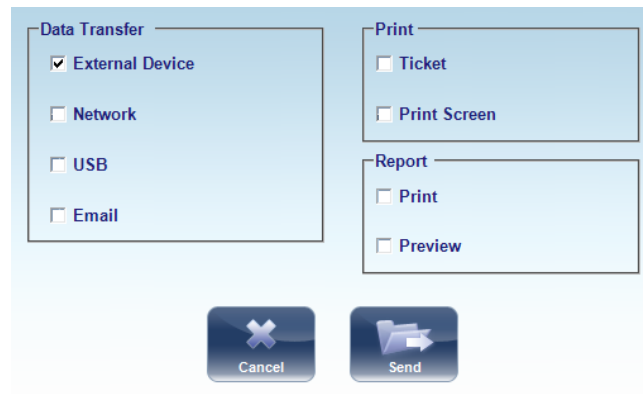 Data Transfer
External Device
Network
USB
Email
Print
Ticket
Print Screen
Report
Print
Preview
Cancel
Send